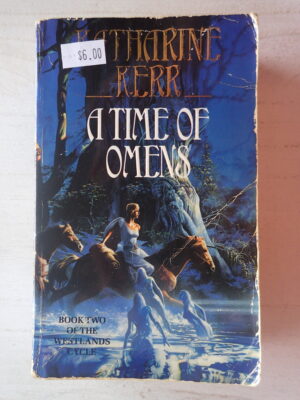 $6.00
KATHARINE
KERR
A TIME OF
OMENS
BOOK TWO
OF THE
WESTLANDS
CYCLE